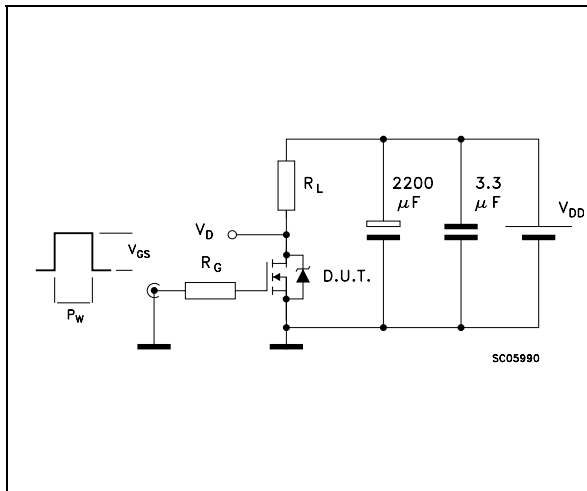 R_L
2200 μF
3.3 μF
V_DD
V_D
V_GS
R_G
D.U.T.
P_W
SC05990